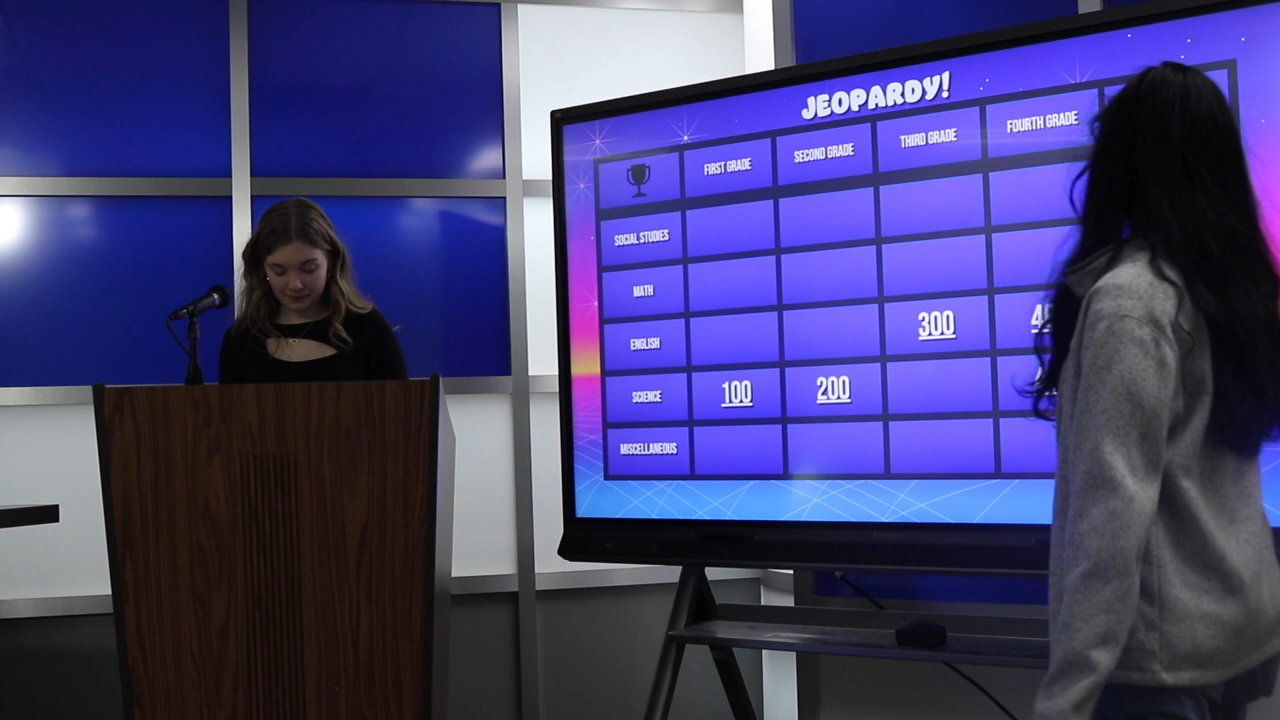 JEOPARDY!
FIRST GRADE SECOND GRADE THIRD GRADE FOURTH GRADE
SOCIAL STUDIES
MATH
ENGLISH 300
SCIENCE 100 200
MISCELLANEOUS